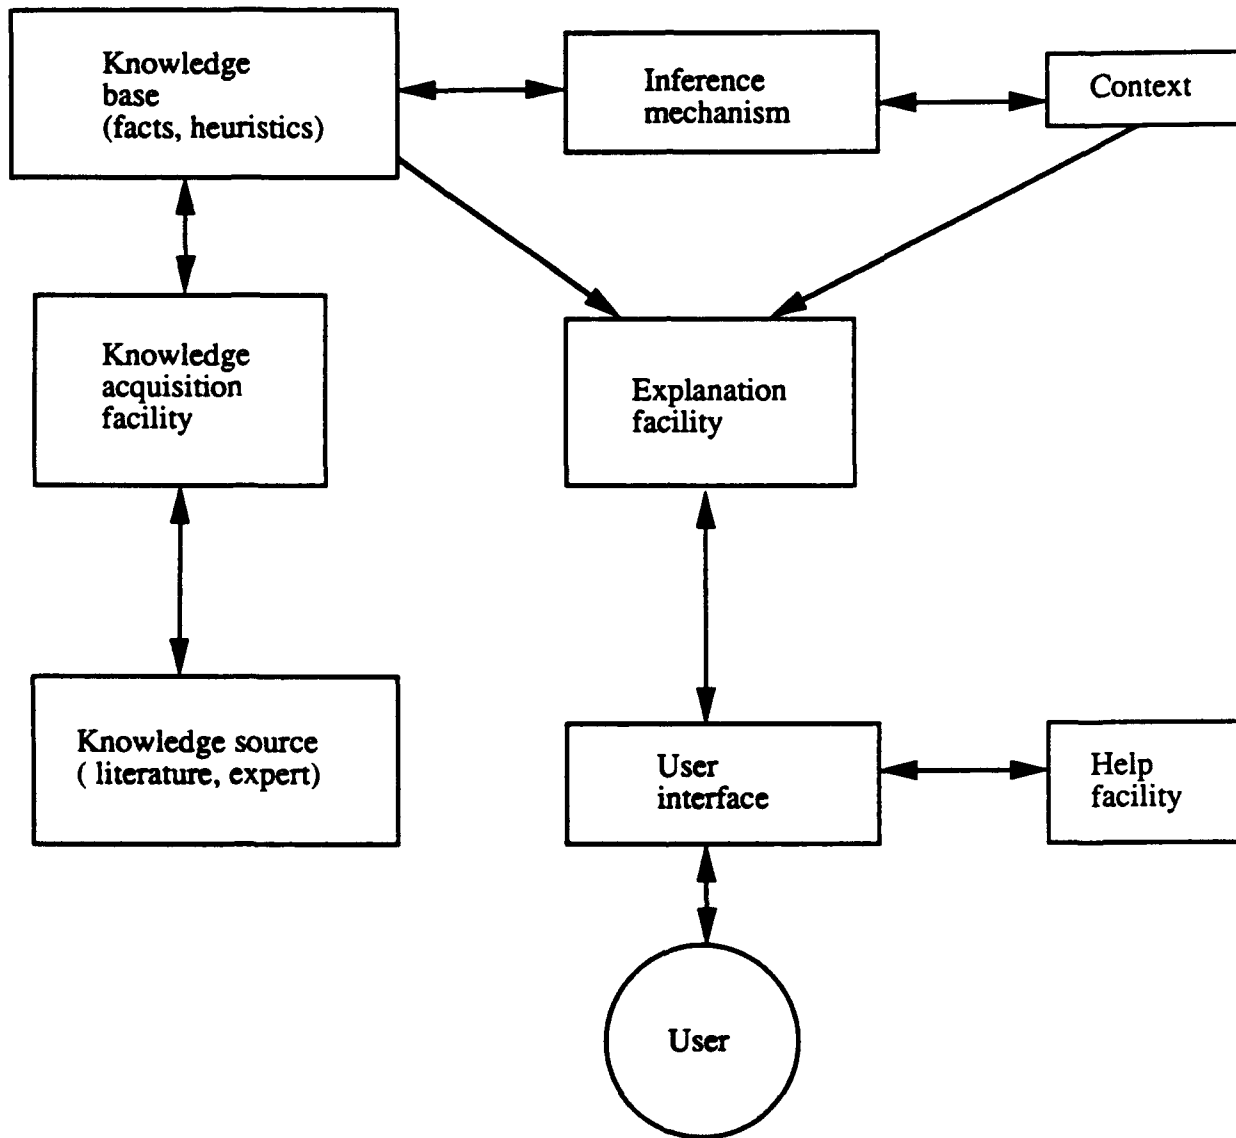 Knowledge
base
(facts, heuristics)
Inference
mechanism
Context
Knowledge
acquisition
facility
Explanation
facility
Knowledge source
( literature, expert)
User
interface
Help
facility
User